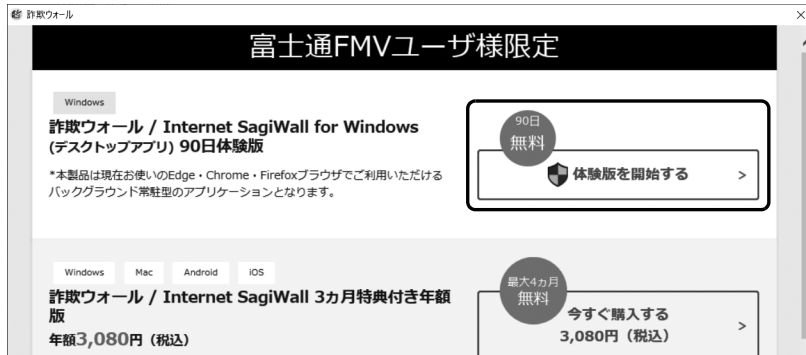 詐欺ウォール
富士通FMVユーザ様限定
Windows
詐欺ウォール / Internet SagiWall for Windows
(デスクトップアプリ) 90日体験版
*本製品は現在お使いのEdge・Chrome・Firefoxブラウザでご利用いただける
バックグラウンド常駐型のアプリケーションとなります。
90日
無料
体験版を開始する >
Windows Mac Android iOS
詐欺ウォール / Internet SagiWall 3ヵ月特典付き年額
版
年額3,080円（税込）
最大4ヵ月
無料
今すぐ購入する
3,080円（税込） >